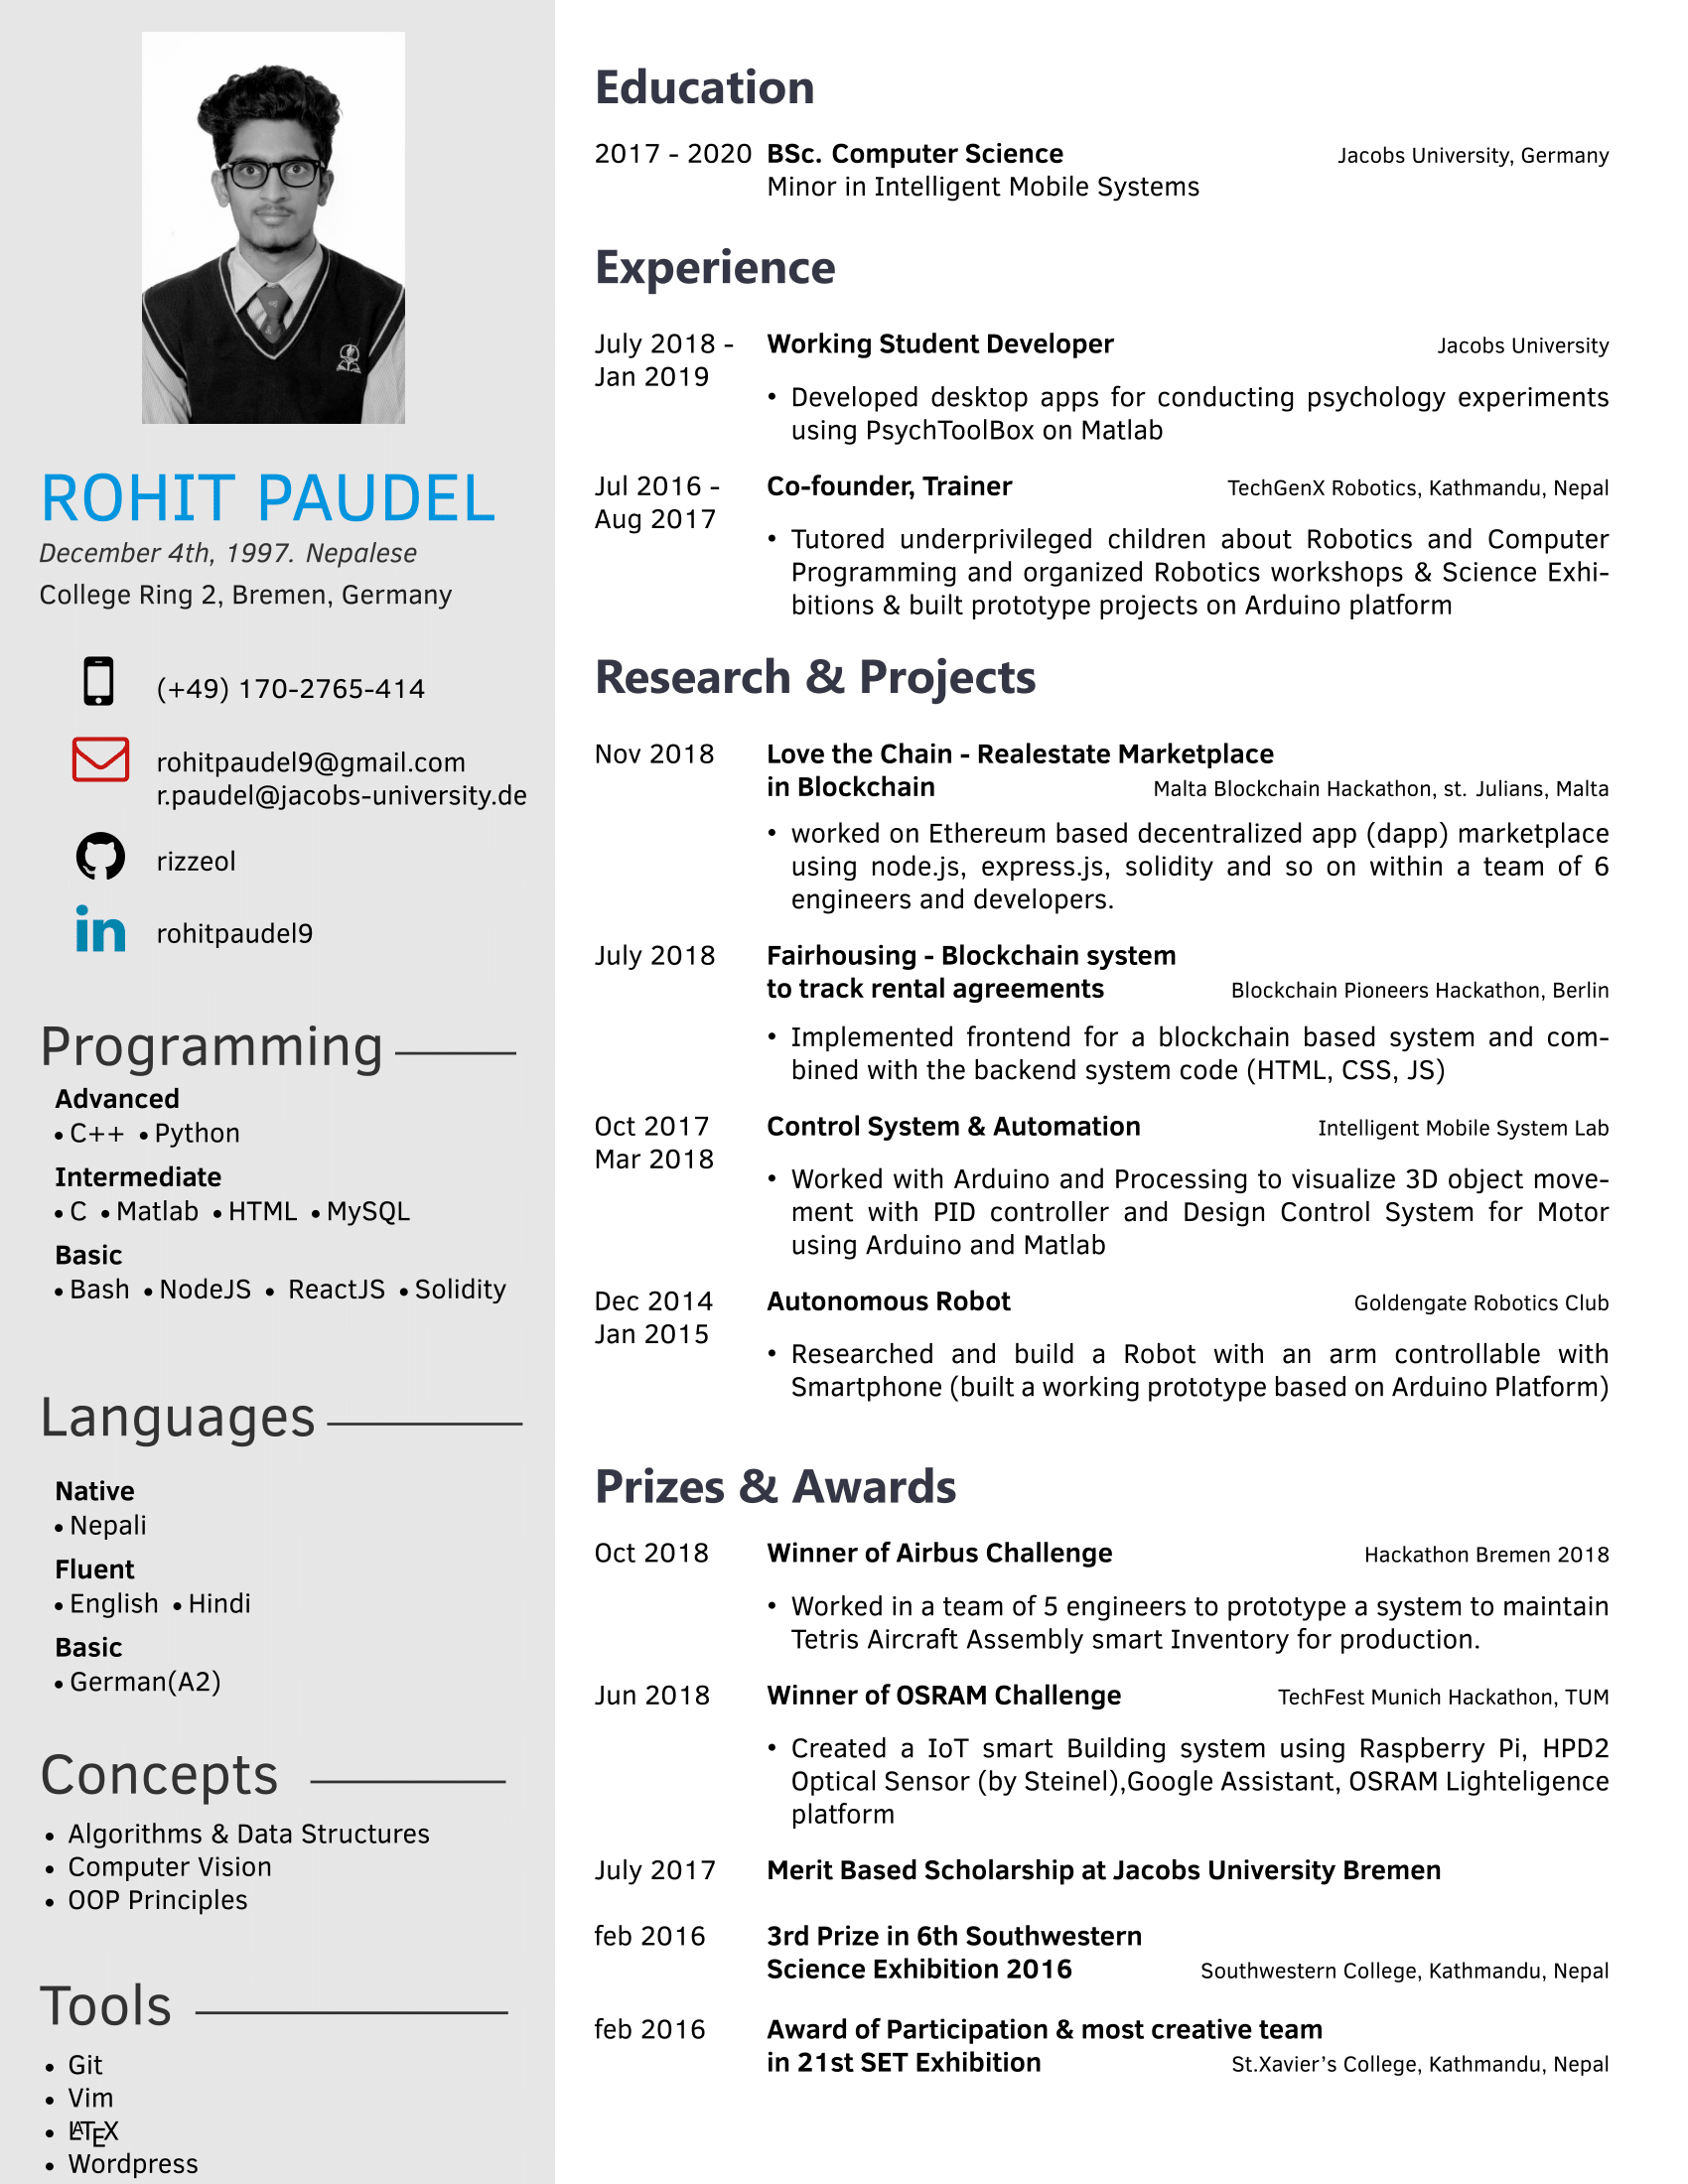 ROHIT PAUDEL
December 4th, 1997. Nepalese
College Ring 2, Bremen, Germany
(+49) 170-2765-414
rohitpaudel9@gmail.com
r.paudel@jacobs-university.de
rizzeol
in rohitpaudel9
Programming
Advanced
• C++ • Python
Intermediate
• C • Matlab • HTML • MySQL
Basic
• Bash • NodeJS • ReactJS • Solidity
Languages
Native
• Nepali
Fluent
• English • Hindi
Basic
• German(A2)
Concepts
• Algorithms & Data Structures
• Computer Vision
• OOP Principles
Tools
• Git
• Vim
• LATEX
• Wordpress
Education
2017 - 2020 BSc. Computer Science Jacobs University, Germany
Minor in Intelligent Mobile Systems
Experience
July 2018 - Working Student Developer Jacobs University
Jan 2019
• Developed desktop apps for conducting psychology experiments
using PsychToolBox on Matlab
Jul 2016 - Co-founder, Trainer TechGenX Robotics, Kathmandu, Nepal
Aug 2017
• Tutored underprivileged children about Robotics and Computer
Programming and organized Robotics workshops & Science Exhi-
bitions & built prototype projects on Arduino platform
Research & Projects
Nov 2018 Love the Chain - Realestate Marketplace
in Blockchain Malta Blockchain Hackathon, st. Julians, Malta
• worked on Ethereum based decentralized app (dapp) marketplace
using node.js, express.js, solidity and so on within a team of 6
engineers and developers.
July 2018 Fairhousing - Blockchain system
to track rental agreements Blockchain Pioneers Hackathon, Berlin
• Implemented frontend for a blockchain based system and com-
bined with the backend system code (HTML, CSS, JS)
Oct 2017 Control System & Automation Intelligent Mobile System Lab
Mar 2018
• Worked with Arduino and Processing to visualize 3D object move-
ment with PID controller and Design Control System for Motor
using Arduino and Matlab
Dec 2014 Autonomous Robot Goldengate Robotics Club
Jan 2015
• Researched and build a Robot with an arm controllable with
Smartphone (built a working prototype based on Arduino Platform)
Prizes & Awards
Oct 2018 Winner of Airbus Challenge Hackathon Bremen 2018
• Worked in a team of 5 engineers to prototype a system to maintain
Tetris Aircraft Assembly smart Inventory for production.
Jun 2018 Winner of OSRAM Challenge TechFest Munich Hackathon, TUM
• Created a IoT smart Building system using Raspberry Pi, HPD2
Optical Sensor (by Steinel),Google Assistant, OSRAM Lighteligence
platform
July 2017 Merit Based Scholarship at Jacobs University Bremen
feb 2016 3rd Prize in 6th Southwestern
Science Exhibition 2016 Southwestern College, Kathmandu, Nepal
feb 2016 Award of Participation & most creative team
in 21st SET Exhibition St.Xavier's College, Kathmandu, Nepal